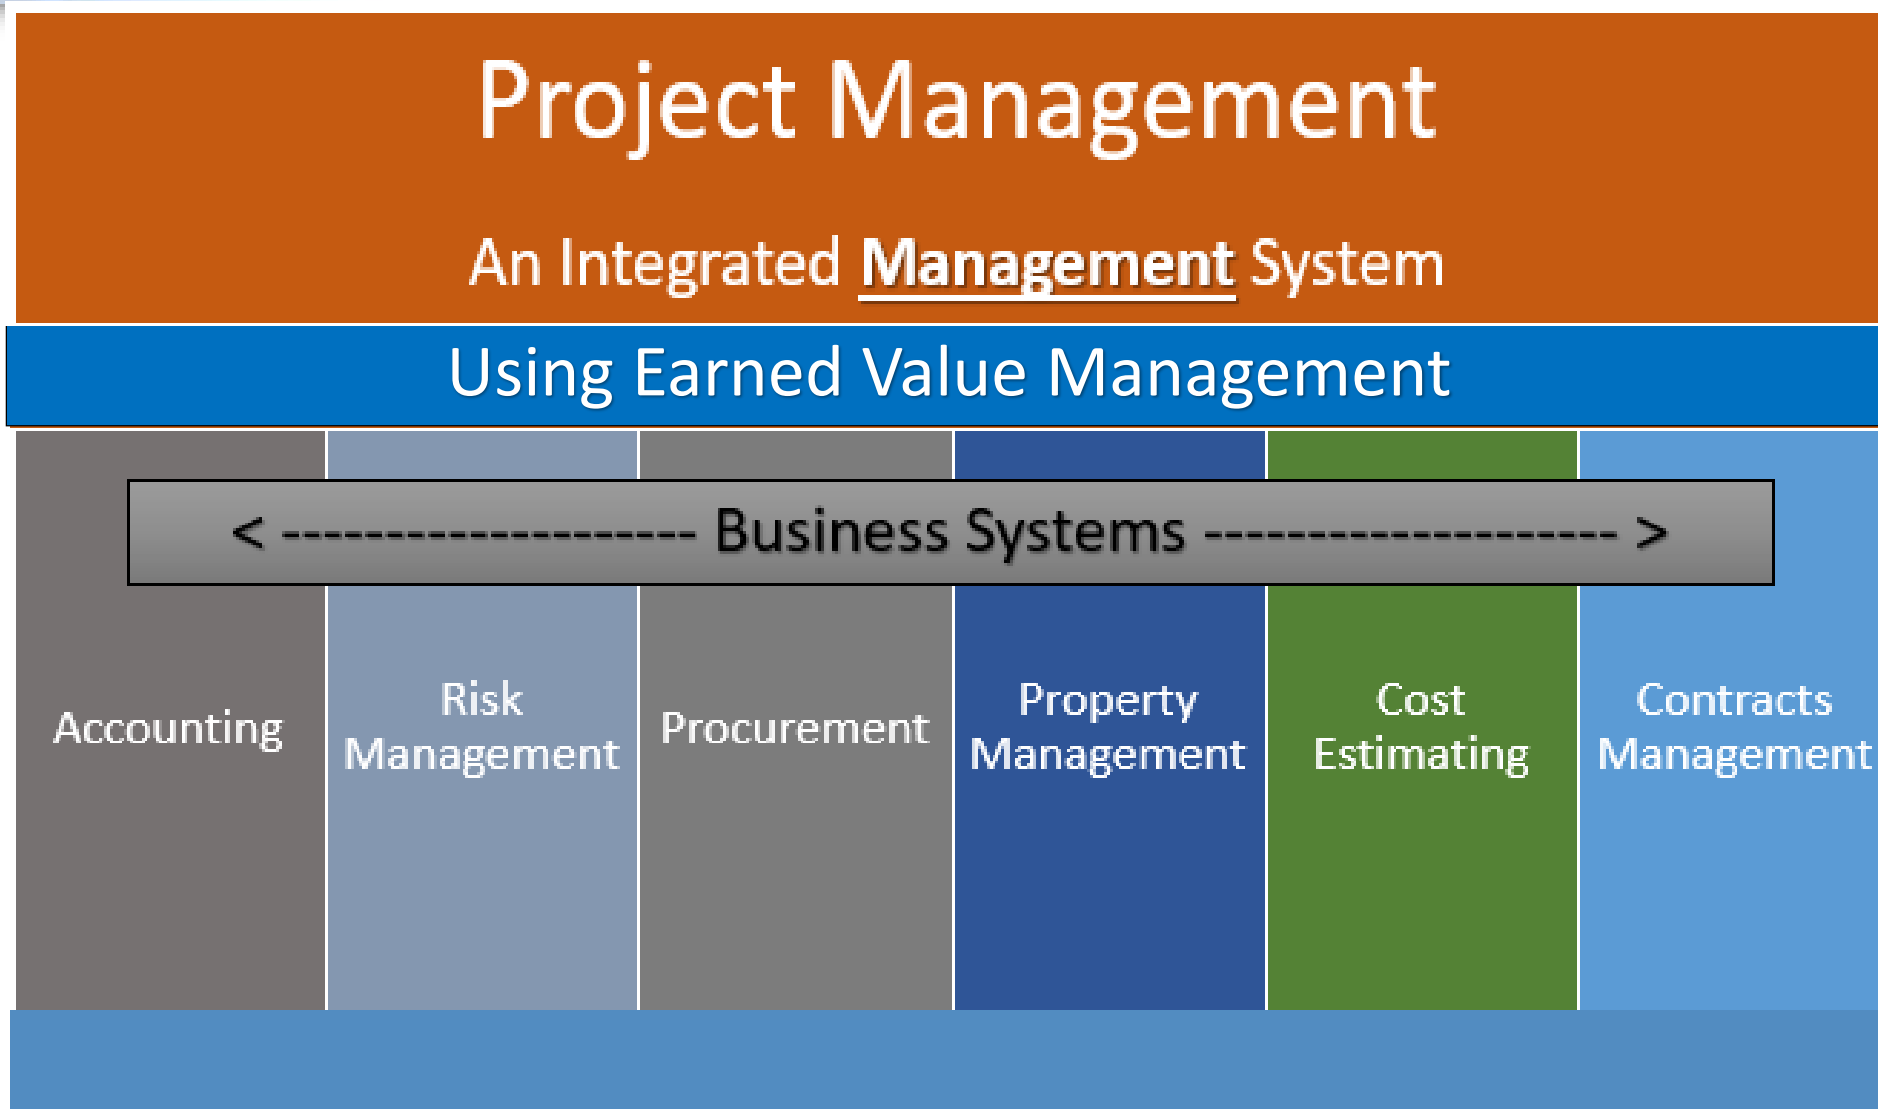 Project Management
An Integrated Management System
Using Earned Value Management
< -------------------- Business Systems -------------------- >
Accounting
Risk
Management
Procurement
Property
Management
Cost
Estimating
Contracts
Management